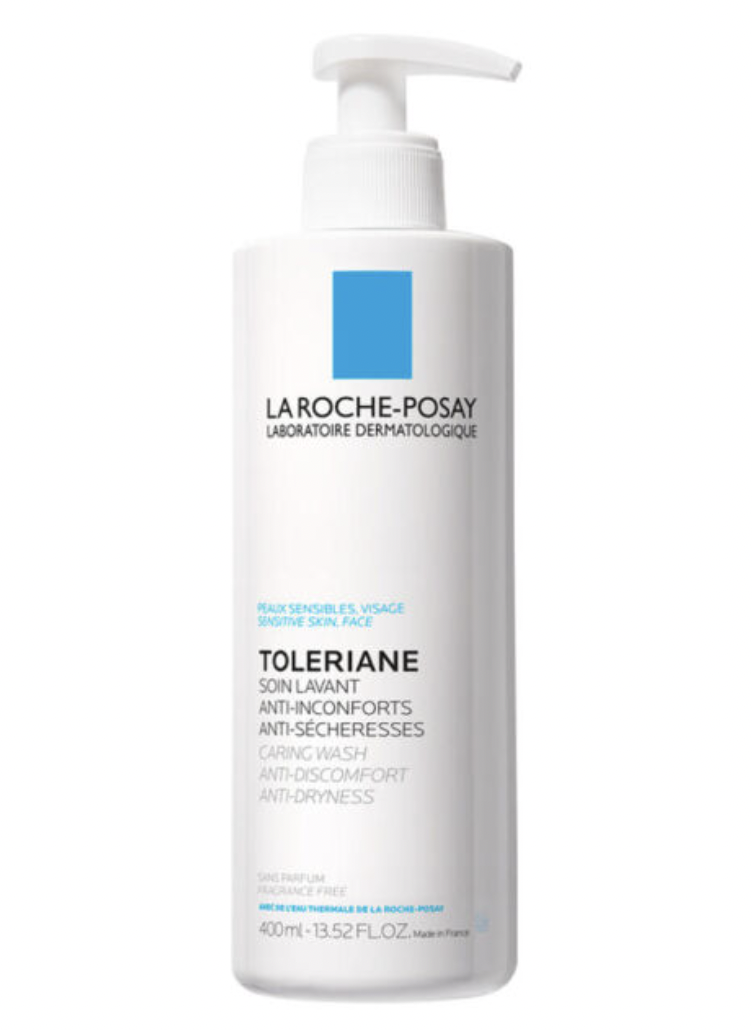 LA ROCHE-POSAY
LABORATOIRE DERMATOLOGIQUE
PEAUX SENSIBLES, VISAGE
SENSITIVE SKIN, FACE
TOLERIANE
SOIN LAVANT
ANTI-INCONFORTS
ANTI-SÉCHERESSES
CARING WASH
ANTI-DISCOMFORT
ANTI-DRYNESS
SANS PARFUM
FRAGRANCE FREE
AVEC DE L'EAU THERMALE DE LA ROCHE-POSAY
400 ml - 13.52 FL.OZ. Made in France